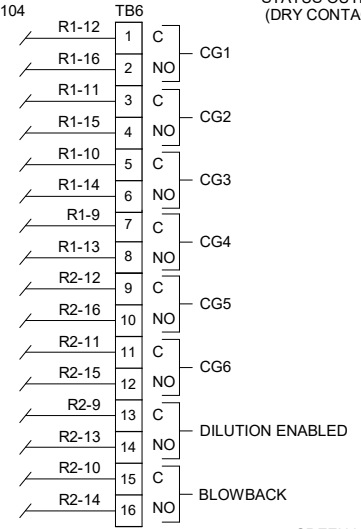 104 TB6
(DRY CONTA
R1-12 1 C
CG1
R1-16 2 NO
R1-11 3 C
CG2
R1-15 4 NO
R1-10 5 C
CG3
R1-14 6 NO
R1-9 7 C
CG4
R1-13 8 NO
R2-12 9 C
CG5
R2-16 10 NO
R2-11 11 C
CG6
R2-15 12 NO
R2-9 13 C
DILUTION ENABLED
R2-13 14 NO
R2-10 15 C
BLOWBACK
R2-14 16 NO